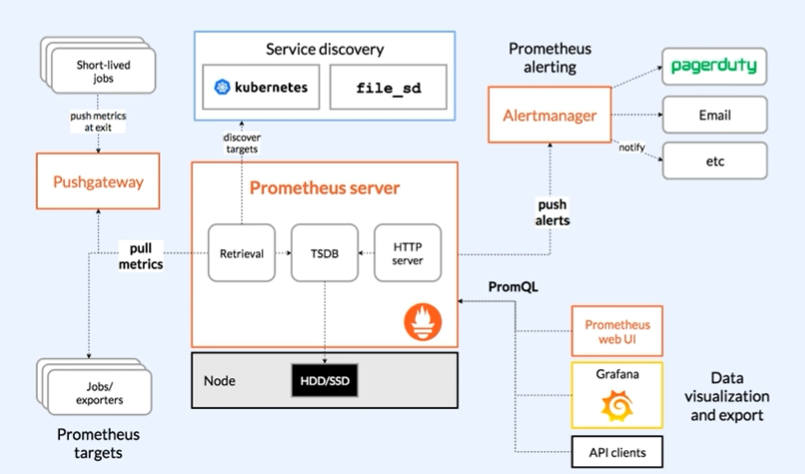 Short-lived
jobs
push metrics
at exit
Pushgateway
pull
metrics
Jobs/
exporters
Prometheus
targets
Service discovery
kubernetes
file_sd
discover
targets
Prometheus server
Retrieval
TSDB
HTTP
server
Node
HDD/SSD
Prometheus
alerting
Alertmanager
pagerduty
Email
notify
etc
push
alerts
PromQL
Prometheus
web UI
Grafana
API clients
Data
visualization
and export